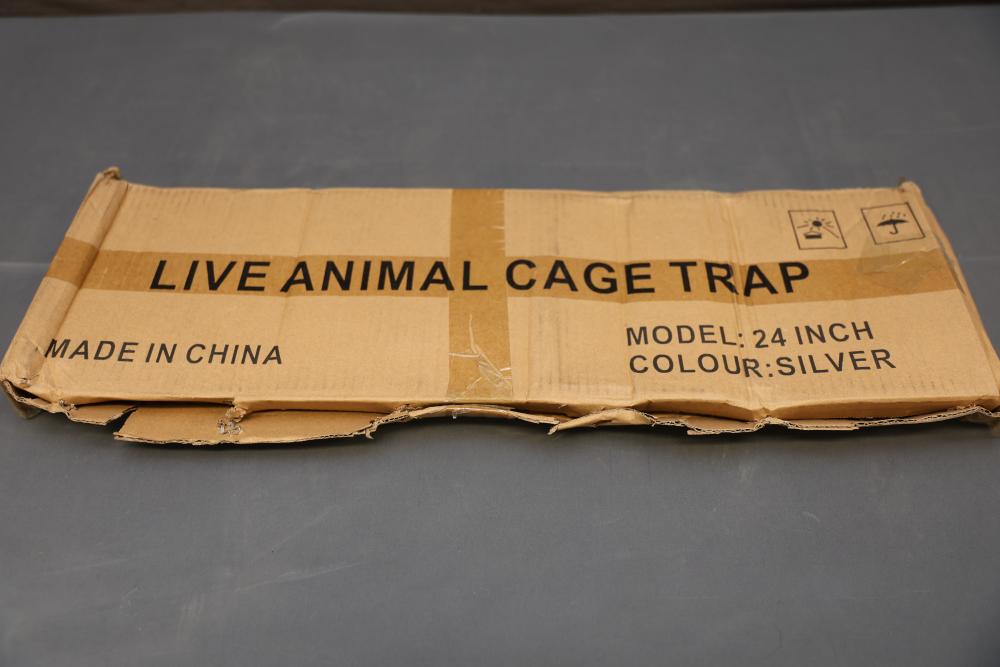 LIVE ANIMAL CAGE TRAP
MADE IN CHINA
MODEL: 24 INCH
COLOUR:SILVER